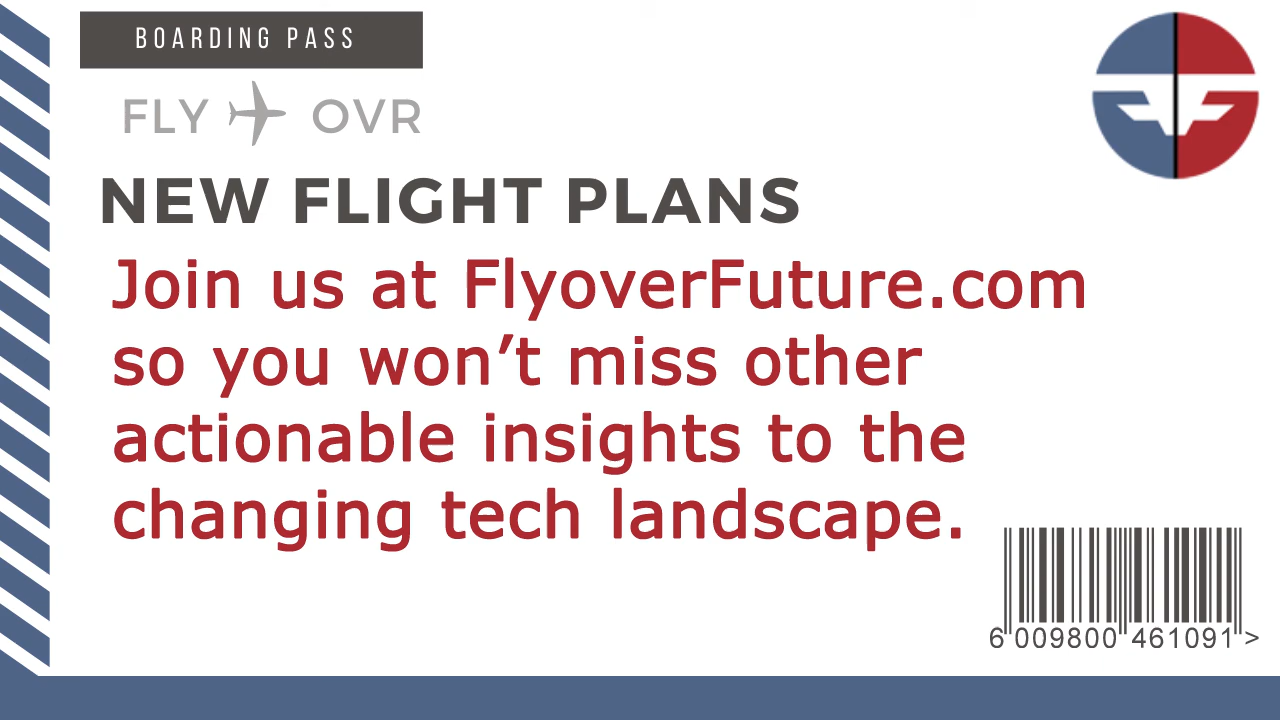 BOARDING PASS
FLY OVR
NEW FLIGHT PLANS
Join us at FlyoverFuture.com
so you won’t miss other
actionable insights to the
changing tech landscape.
6 009800 461091 >